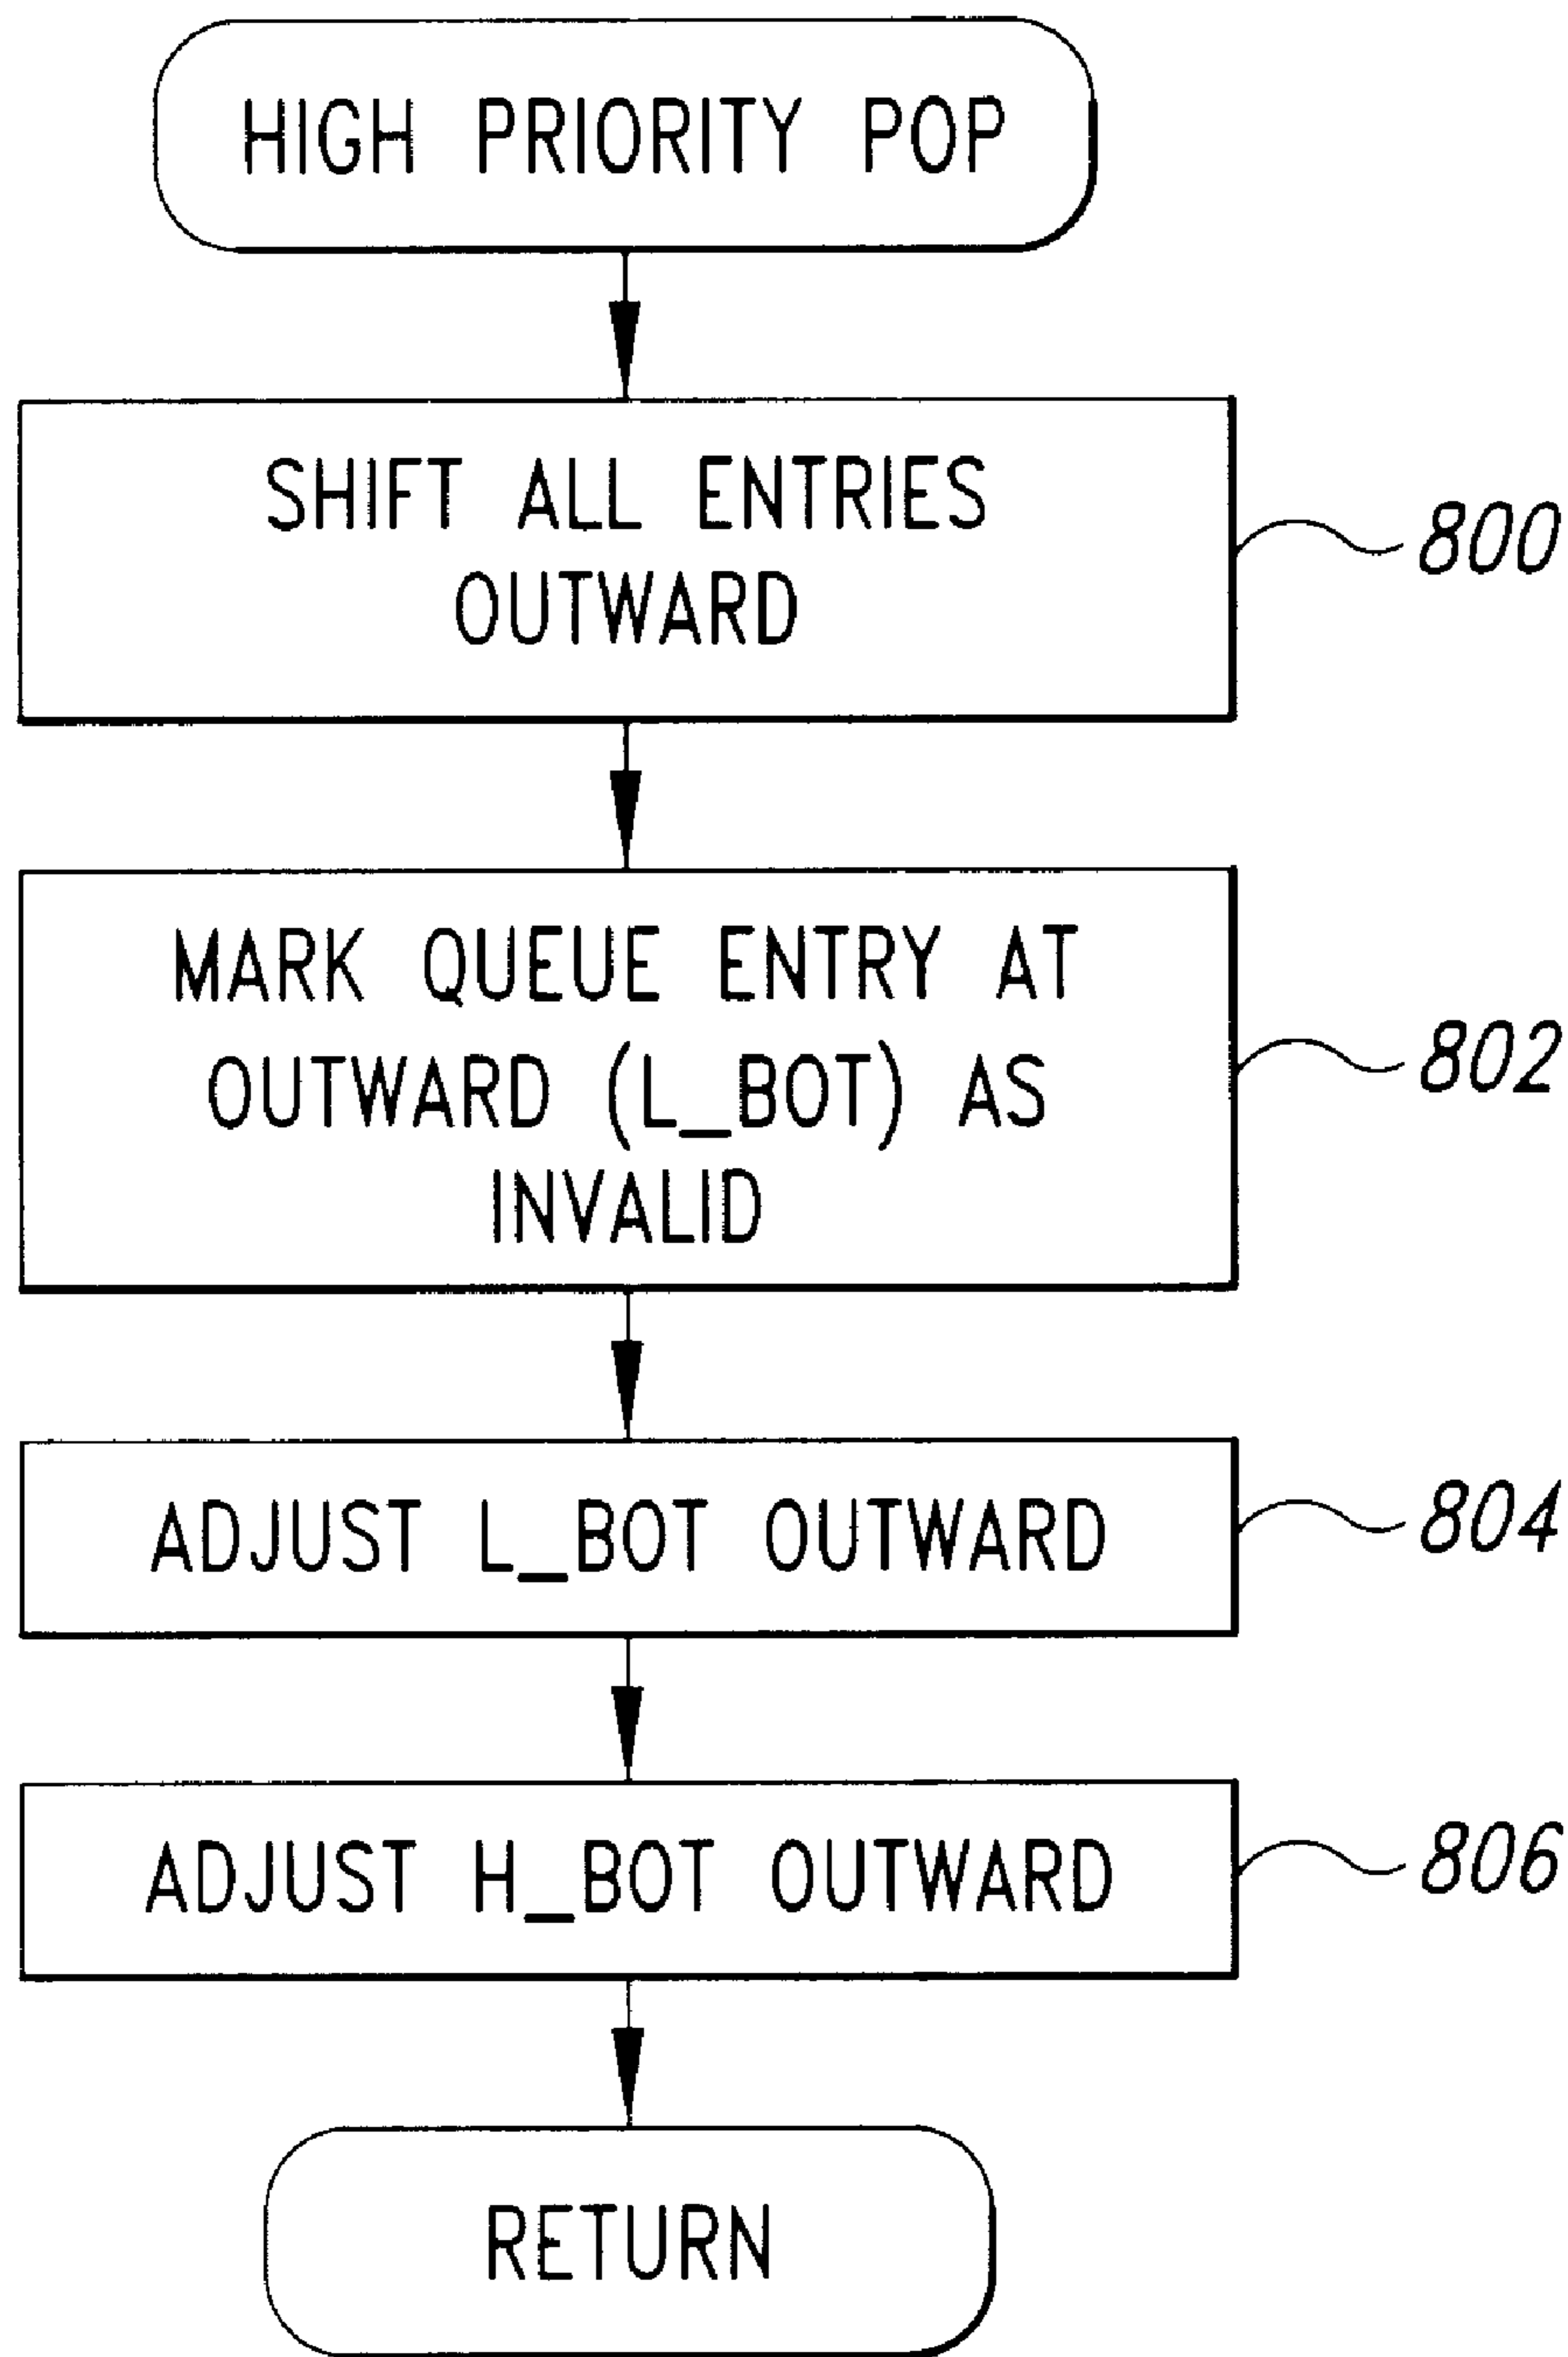 HIGH PRIORITY POP
SHIFT ALL ENTRIES
OUTWARD
800
MARK QUEUE ENTRY AT
OUTWARD (L_BOT) AS
INVALID
802
ADJUST L_BOT OUTWARD
804
ADJUST H_BOT OUTWARD
806
RETURN